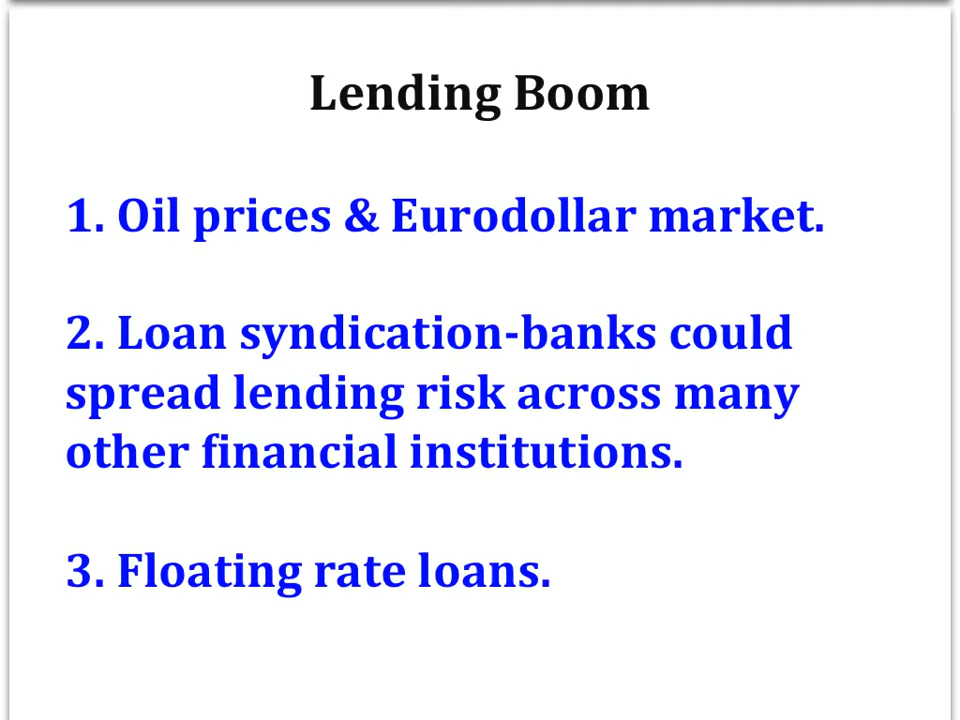 Lending Boom
1. Oil prices & Eurodollar market.
2. Loan syndication-banks could
spread lending risk across many
other financial institutions.
3. Floating rate loans.